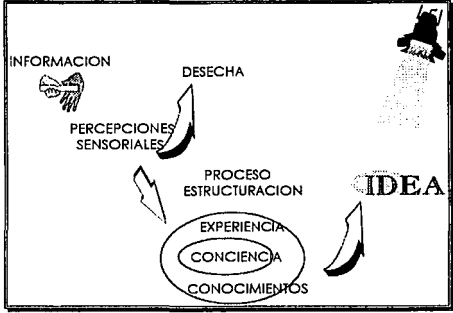 INFORMACION
DESECHA
PERCEPCIONES
SENSORIALES
PROCESO
ESTRUCTURACION
IDEA
EXPERIENCIA
CONCIENCIA
CONOCIMIENTOS